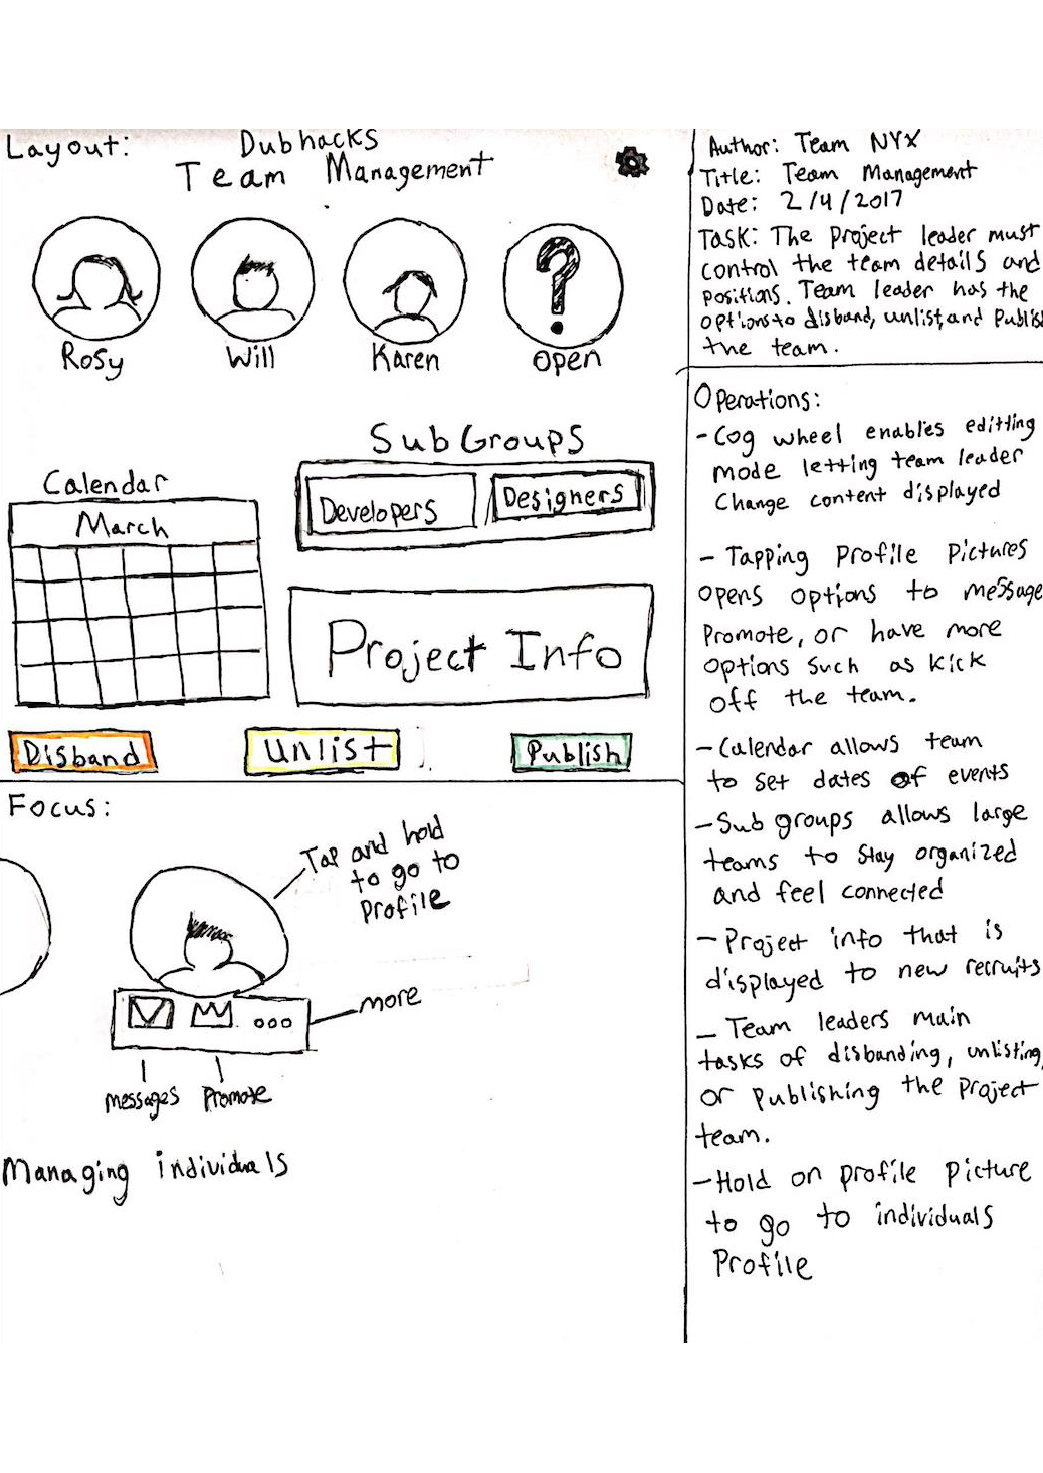 Layout:
Dubhacks
Team Management
Rosy
Will
Karen
Open
Sub Groups
Developers
Designers
Calendar
March
Project Info
Disband
Unlist
Publish
Focus:
Tap and hold
to go to
Profile
more
messages
Promote
Managing individuals
Author: Team NYX
Title: Team Management
Date: 2/4/2017
Task: The Project leader must
control the team details and
positions. Team leader has the
options to disband, unlist, and Publish
the team.
Operations:
- Cog wheel enables editting
mode letting team leader
Change content displayed
- Tapping Profile Pictures
opens options to message
Promote, or have more
options such as kick
off the team.
- Calendar allows team
to set dates of events
- Sub groups allows large
teams to stay organized
and feel connected
- Project info that is
displayed to new recruits
- Team leaders main
tasks of disbanding, unlisting,
or Publishing the Project
team.
- Hold on profile picture
to go to individuals
Profile